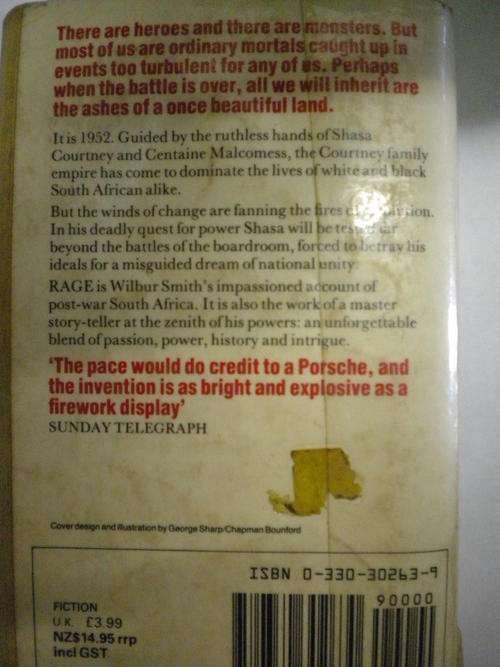 There are heroes and there are monsters. But
most of us are ordinary mortals caught up in
events too turbulent for any of us. Perhaps
when the battle is over, all we will inherit are
the ashes of a once beautiful land.
It is 1952. Guided by the ruthless hands of Shasa
Courtney and Centaine Malcomess, the Courtney family
empire has come to dominate the lives of white and black
South African alike.
But the winds of change are fanning the fires
In his deadly quest for power Shasa will be tested far
beyond the battles of the boardroom, forced to betray his
ideals for a misguided dream of national unity.
RAGE is Wilbur Smith's impassioned account of
post-war South Africa. It is also the work of a master
story-teller at the zenith of his powers: an unforgettable
blend of passion, power, history and intrigue.
'The pace would do credit to a Porsche, and
the invention is as bright and explosive as a
firework display'
SUNDAY TELEGRAPH
Cover design and illustration by George Sharp/Chapman Bounford
ISBN 0-330-30263-9
90000
FICTION
U.K. £3.99
NZ$14.95 rrp
incl GST